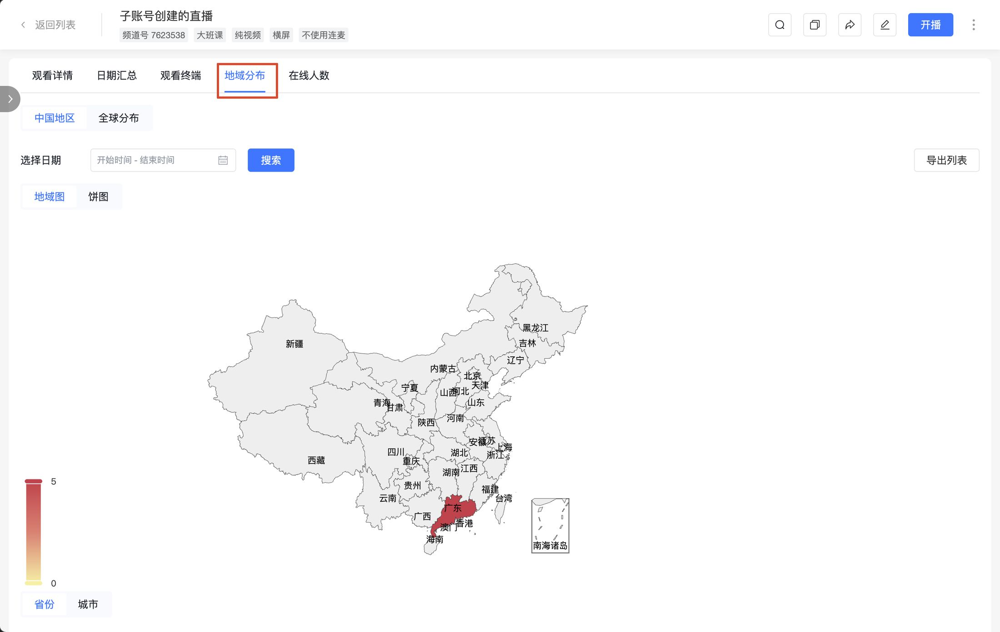 返回列表
子账号创建的直播
频道号 7623538 大班课 纯视频 横屏 不使用连麦
开播
观看详情 日期汇总 观看终端 地域分布 在线人数
中国地区 全球分布
选择日期 开始时间 - 结束时间 搜索 导出列表
地域图 饼图
黑龙江
吉林
新疆
辽宁
内蒙古
北京
天津
宁夏
山西
河北
山东
青海
甘肃
河南
陕西
安徽
江苏
上海
四川
湖北
浙江
重庆
西藏
江西
湖南
贵州
福建
云南
台湾
广东
广西
香港
澳门
海南
南海诸岛
5
0
省份 城市